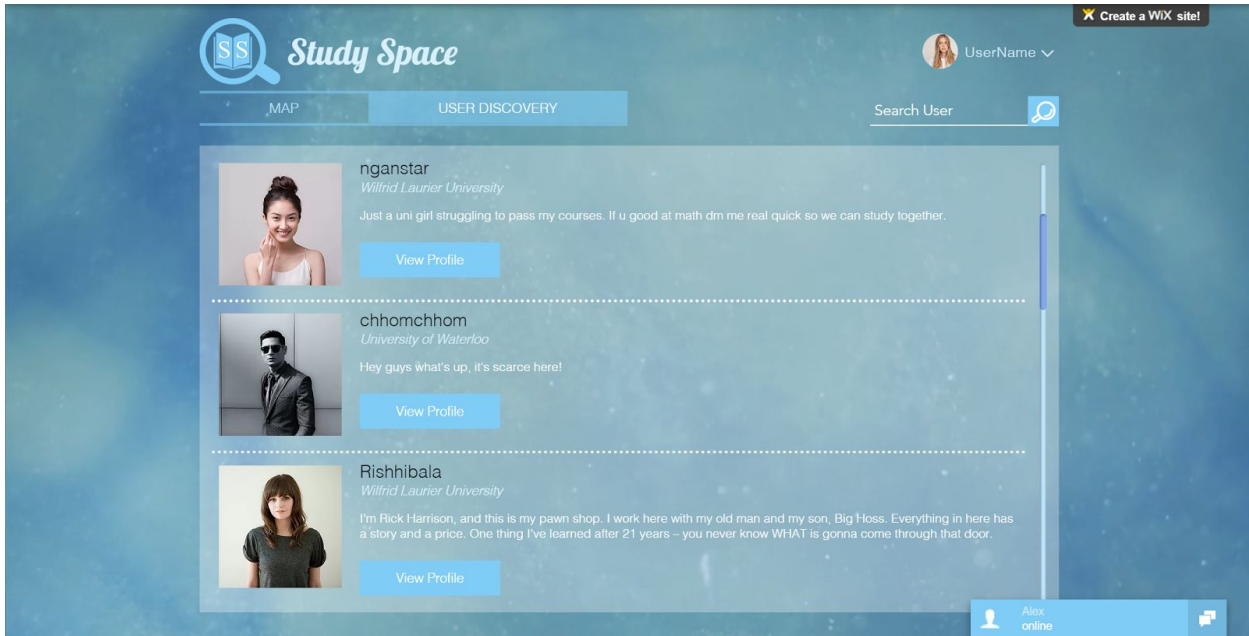 Create a WiX site!
SS
Study Space
UserName
MAP
USER DISCOVERY
Search User
nganstar
Wilfrid Laurier University
Just a uni girl struggling to pass my courses. If u good at math dm me real quick so we can study together.
View Profile
chhomchhom
University of Waterloo
Hey guys what's up, it's scarce here!
View Profile
Rishhibala
Wilfrid Laurier University
I'm Rick Harrison, and this is my pawn shop. I work here with my old man and my son, Big Hoss. Everything in here has
a story and a price. One thing I've learned after 21 years – you never know WHAT is gonna come through that door.
View Profile
Alex
online